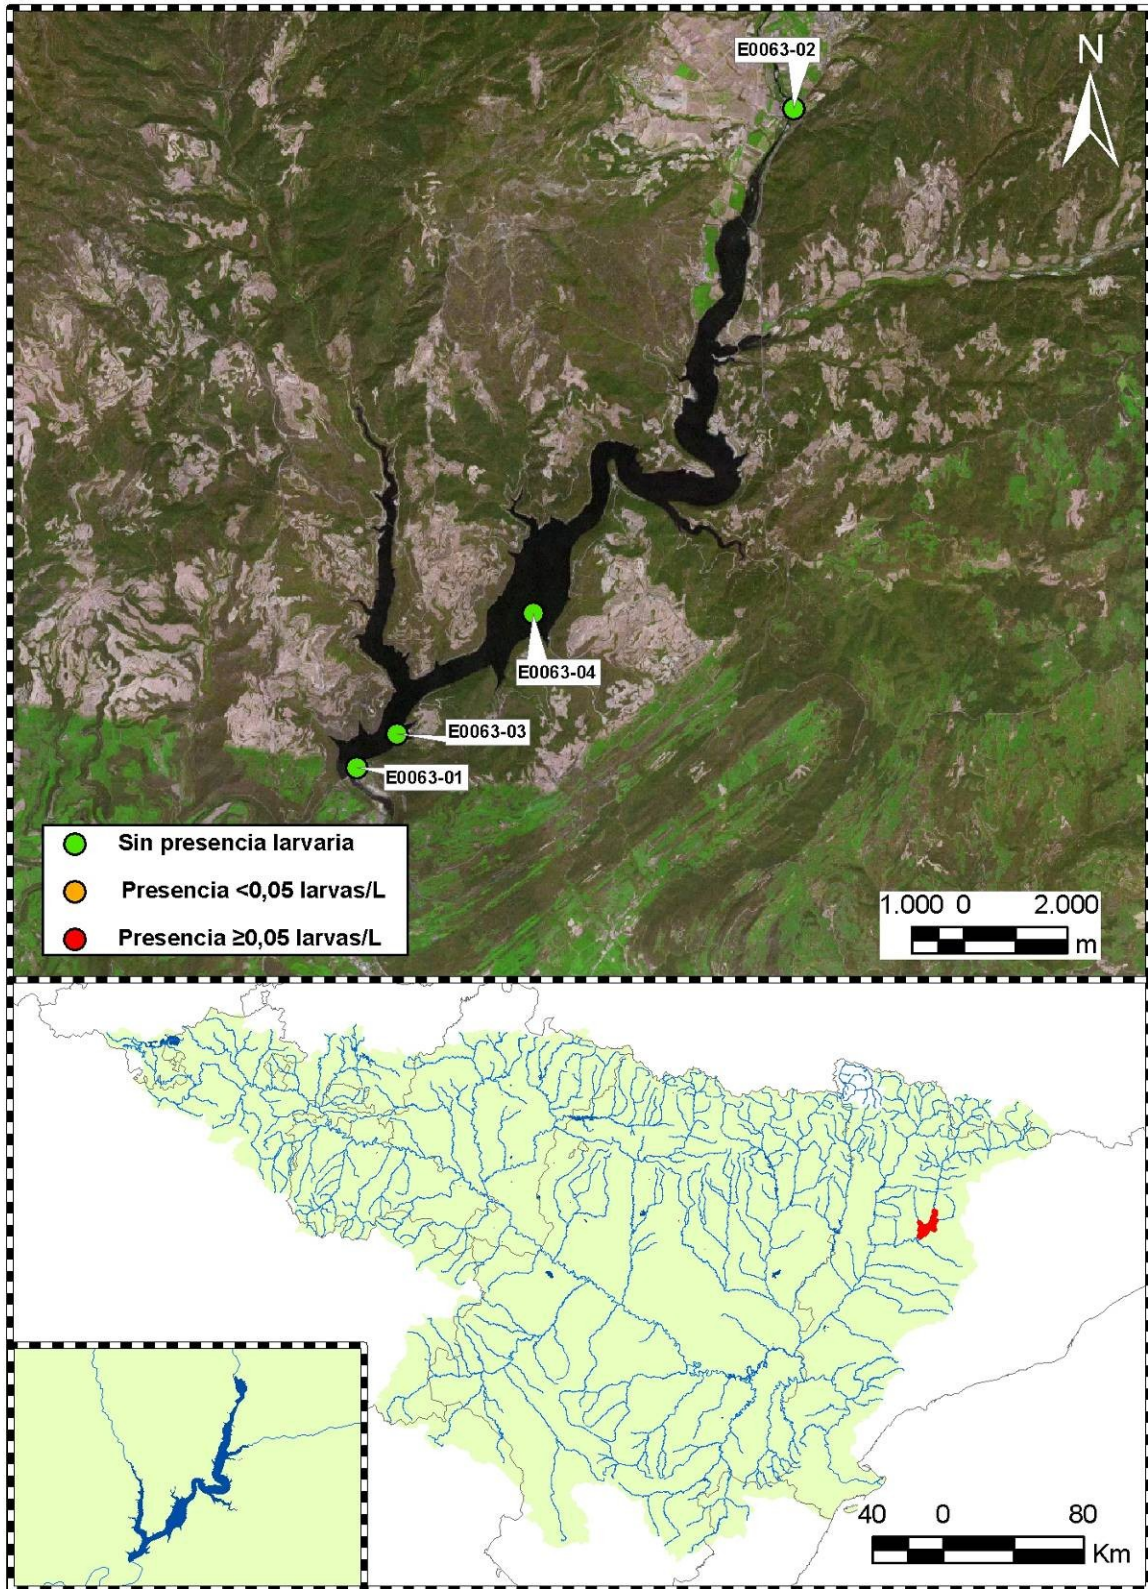 E0063-02
N
E0063-04
E0063-03
E0063-01
Sin presencia larvaria
Presencia <0,05 larvas/L
Presencia ≥0,05 larvas/L
1.000 0 2.000
m
40 0 80
Km